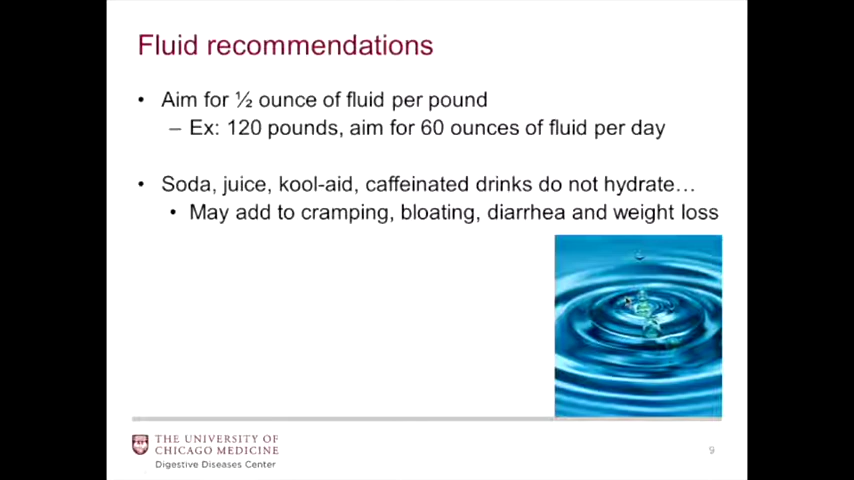 Fluid recommendations
• Aim for ½ ounce of fluid per pound
– Ex: 120 pounds, aim for 60 ounces of fluid per day
• Soda, juice, kool-aid, caffeinated drinks do not hydrate…
• May add to cramping, bloating, diarrhea and weight loss
THE UNIVERSITY OF
CHICAGO MEDICINE
Digestive Diseases Center
9